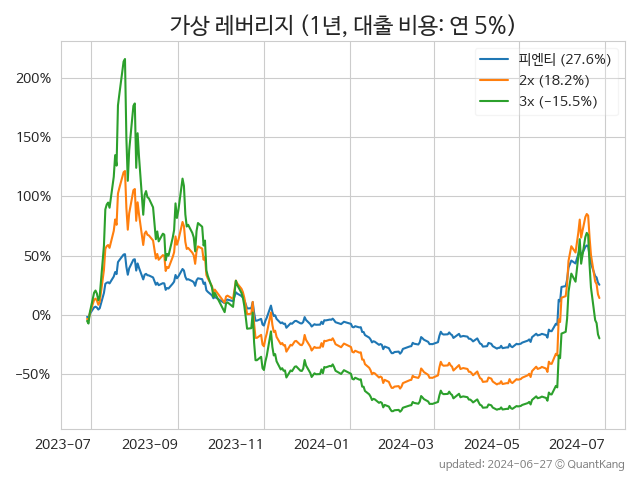 가상 레버리지 (1년, 대출 비용: 연 5%)
피엔티 (27.6%)
2x (18.2%)
3x (−15.5%)
200%
150%
100%
50%
0%
−50%
2023-07
2023-09
2023-11
2024-01
2024-03
2024-05
2024-07
updated: 2024-06-27 © QuantKang